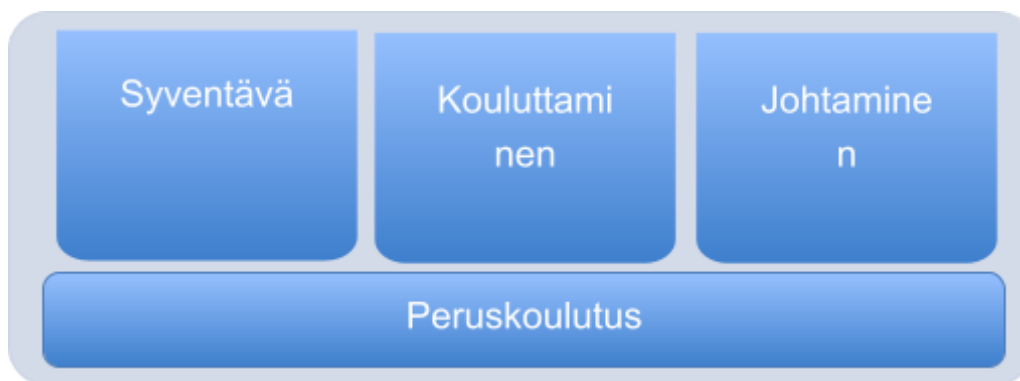 Syventävä
Kouluttami
nen
Johtamine
n
Peruskoulutus